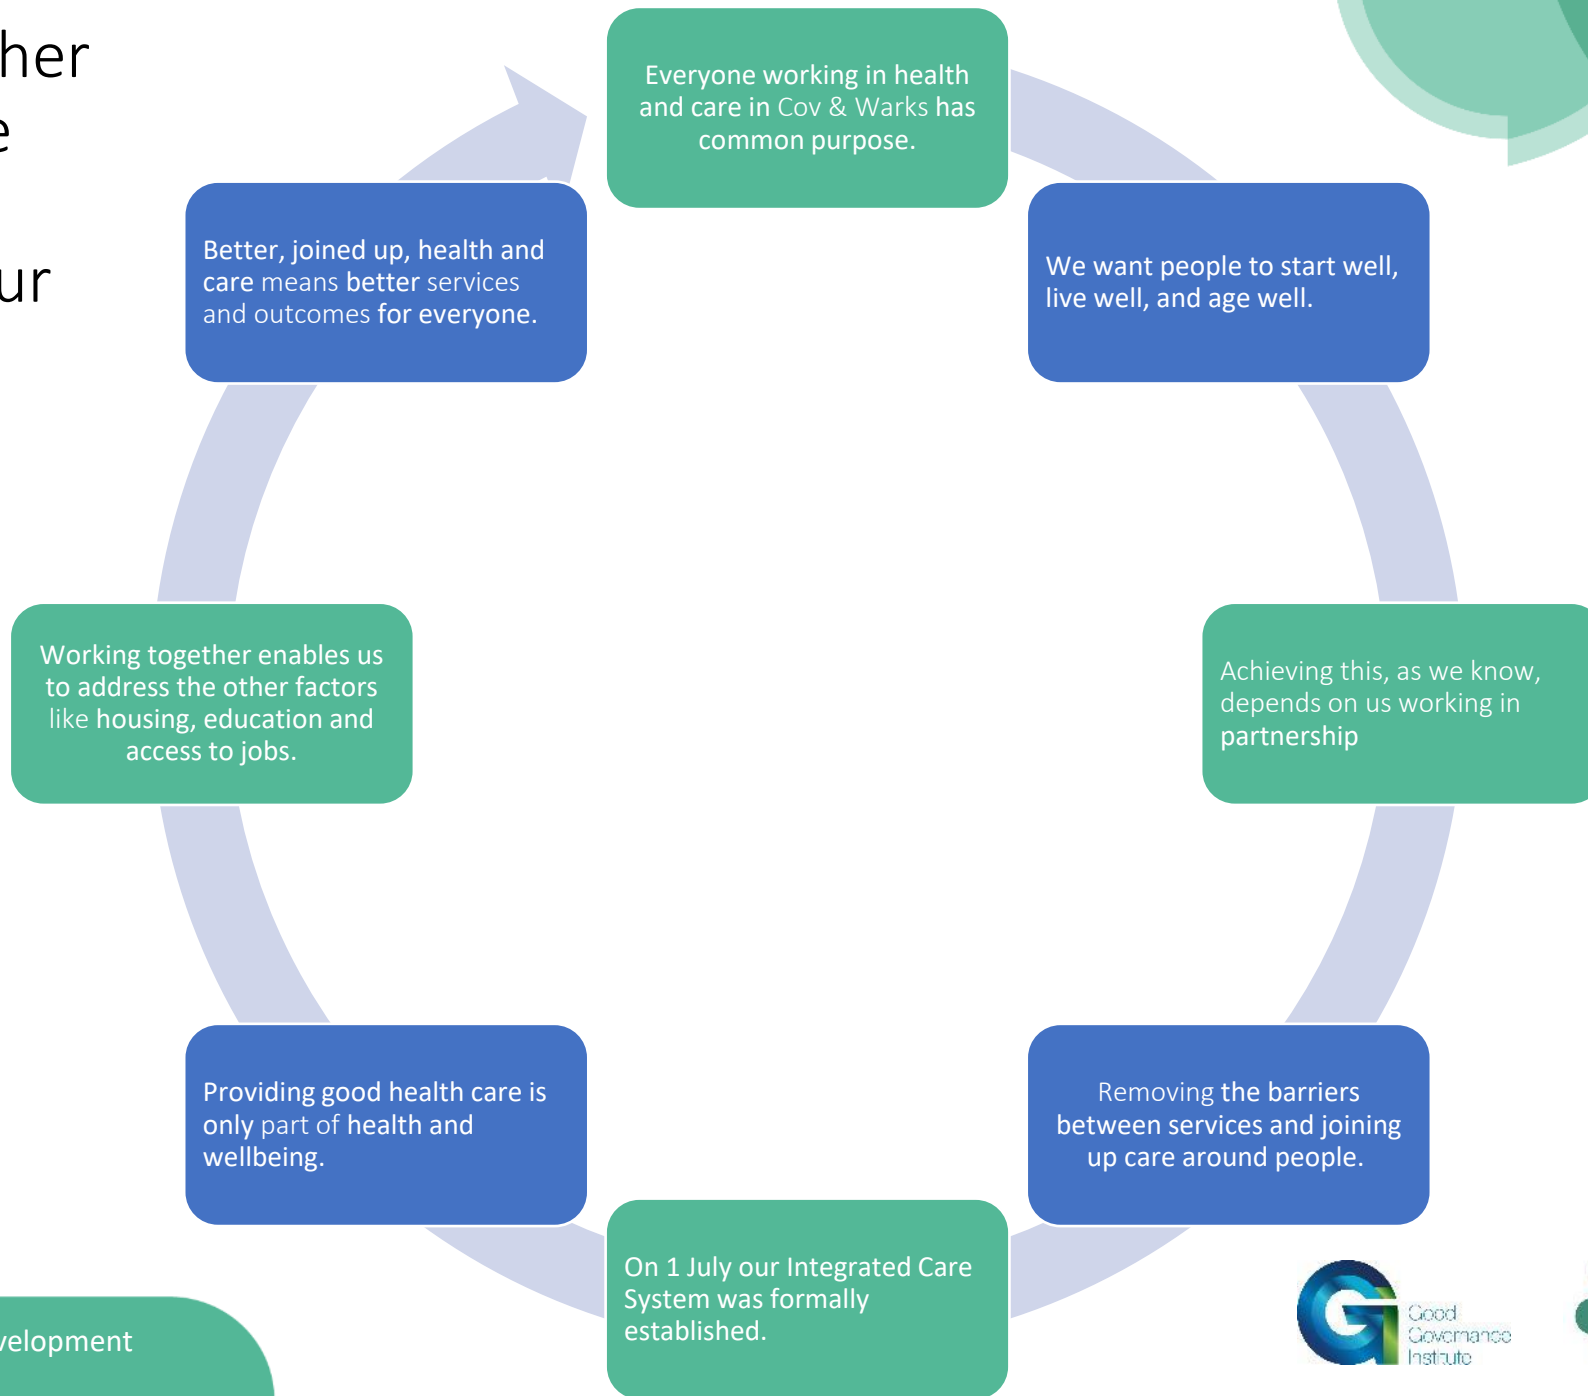 her
e
ur
Everyone working in health
and care in Cov & Warks has
common purpose.
We want people to start well,
live well, and age well.
Achieving this, as we know,
depends on us working in
partnership
Removing the barriers
between services and joining
up care around people.
On 1 July our Integrated Care
System was formally
established.
Providing good health care is
only part of health and
wellbeing.
Working together enables us
to address the other factors
like housing, education and
access to jobs.
Better, joined up, health and
care means better services
and outcomes for everyone.
velopment
Good
Governance
Institute